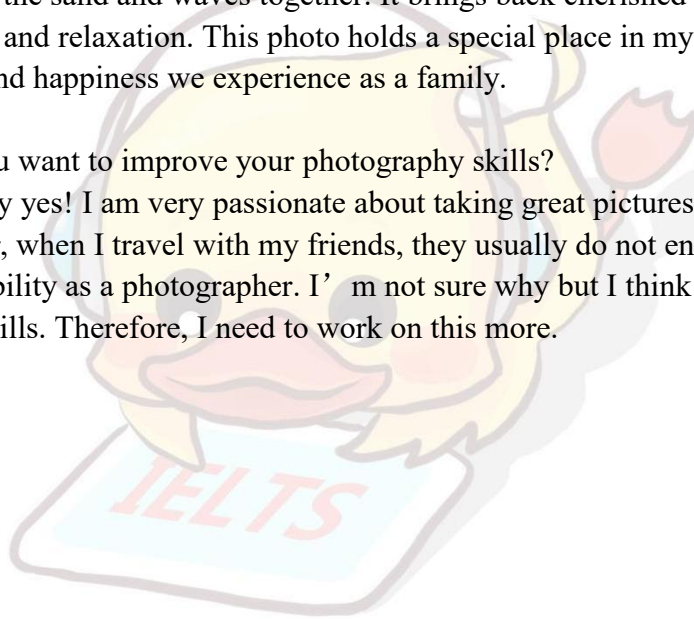 the sand and waves together. It brings back cherished
and relaxation. This photo holds a special place in my
nd happiness we experience as a family.
u want to improve your photography skills?
y yes! I am very passionate about taking great pictures
, when I travel with my friends, they usually do not en
bility as a photographer. I’ m not sure why but I think
ills. Therefore, I need to work on this more.
IELTS